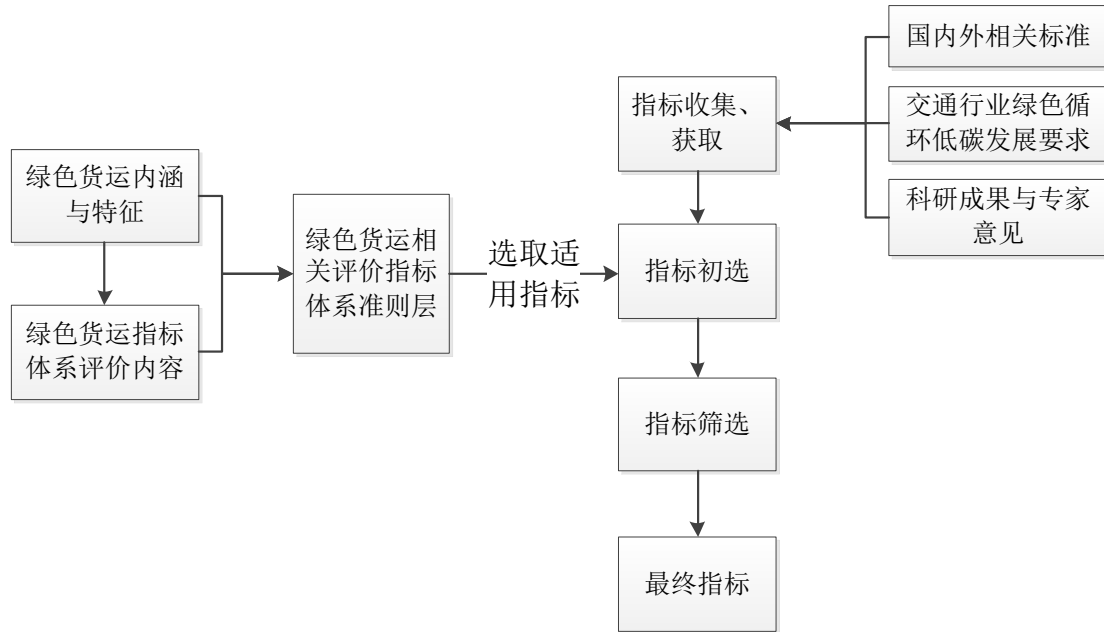 绿色货运内涵
与特征
绿色货运指标
体系评价内容
绿色货运相
关评价指标
体系准则层
选取适
用指标
指标收集、
获取
国内外相关标准
交通行业绿色循
环低碳发展要求
科研成果与专家
意见
指标初选
指标筛选
最终指标